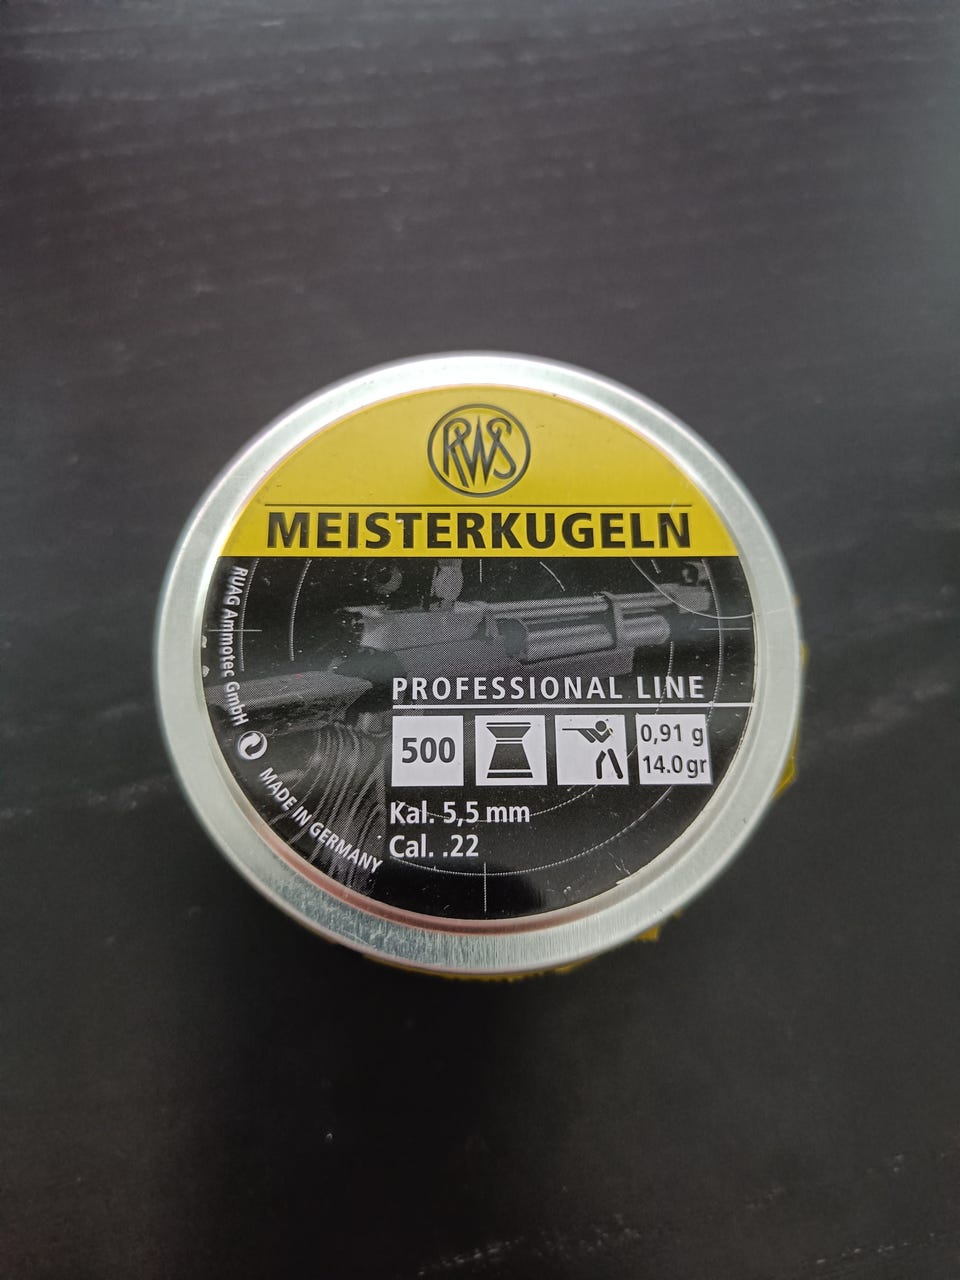 RWS
MEISTERKUGELN
RUAG Ammotec GmbH
MADE IN GERMANY
PROFESSIONAL LINE
500
0,91 g
14.0 gr
Kal. 5,5 mm
Cal. .22